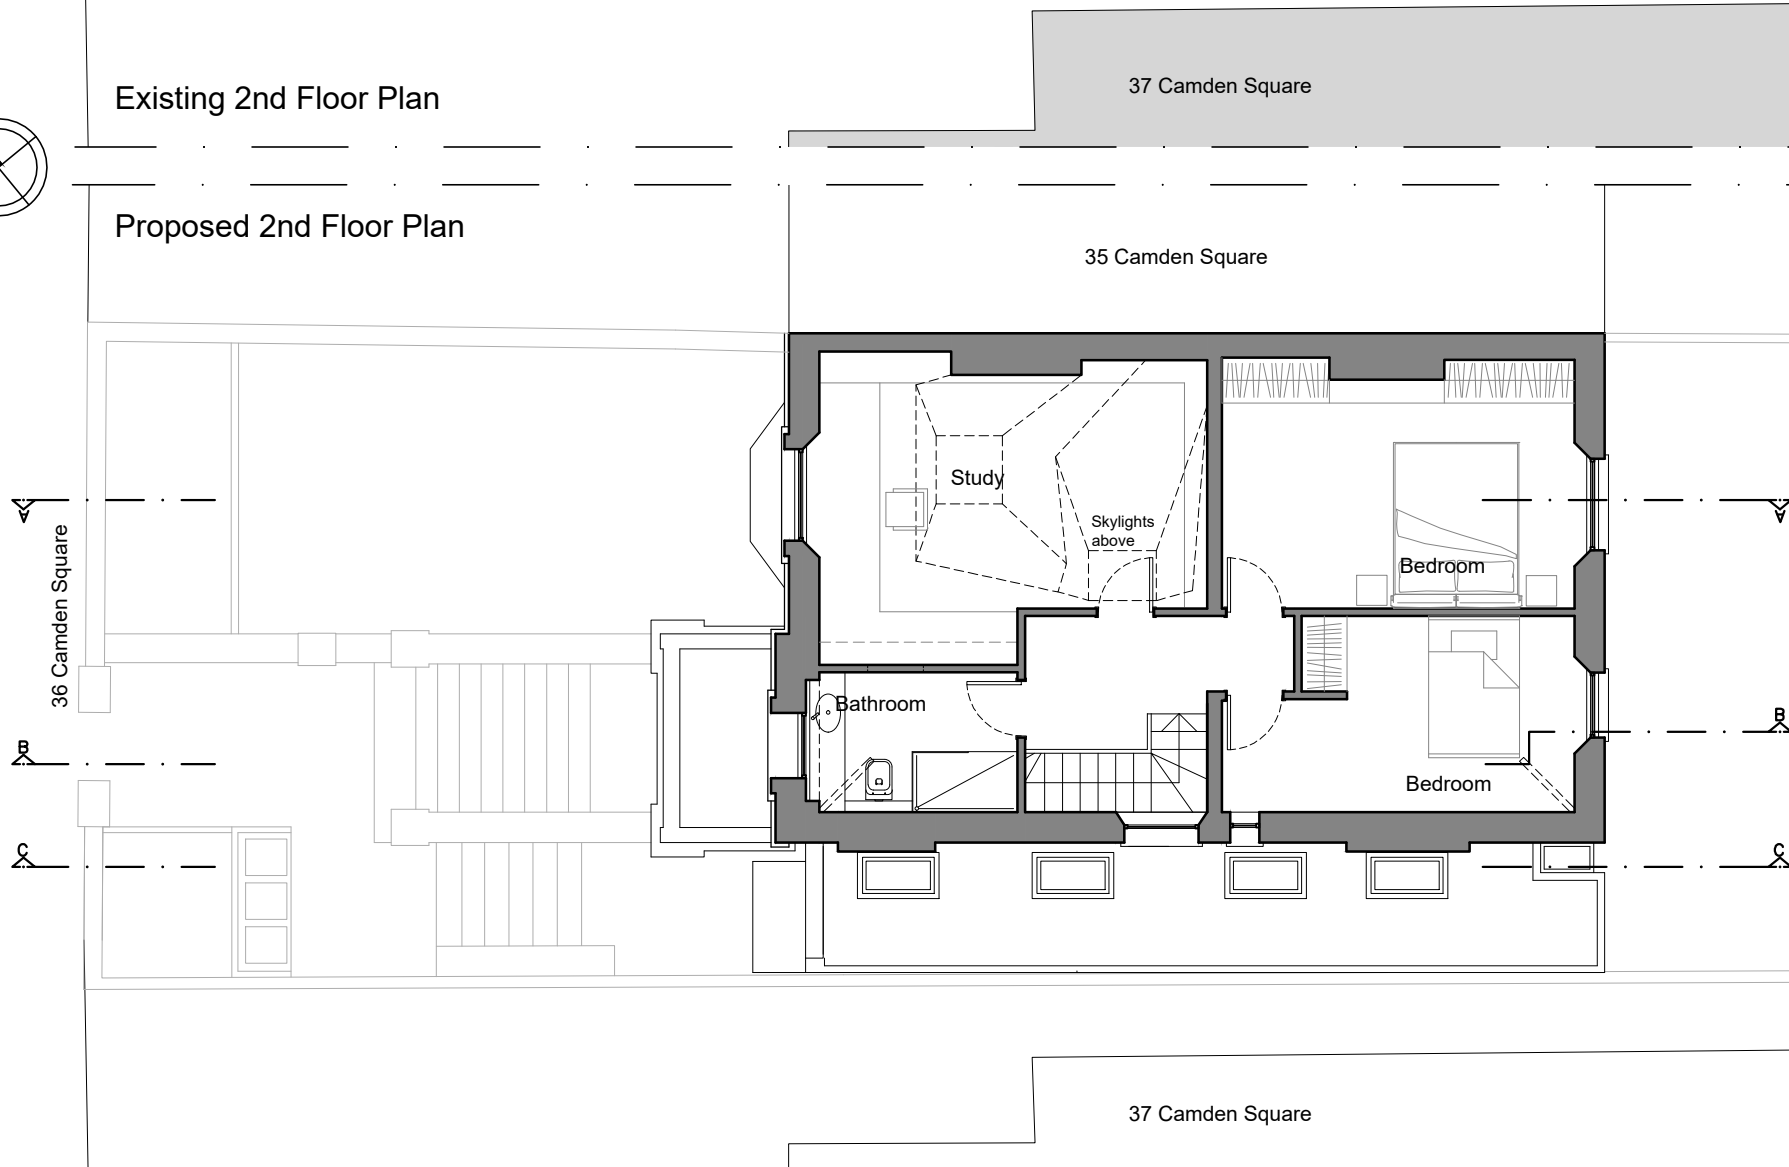 37 Camden Square
Existing 2nd Floor Plan
Proposed 2nd Floor Plan
35 Camden Square
Study
Skylights
above
A
A
Bedroom
36 Camden Square
Bathroom
B
B
Bedroom
C
C
37 Camden Square